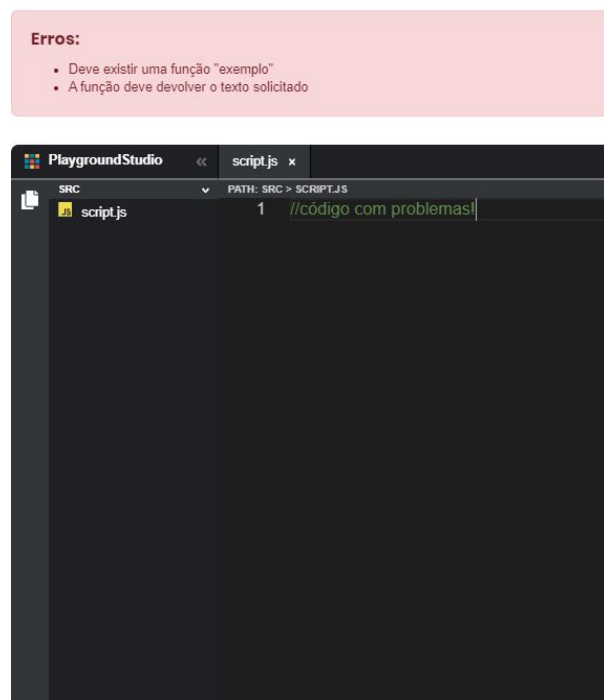 Erros:
• Deve existir uma função "exemplo"
• A função deve devolver o texto solicitado
PlaygroundStudio «
script.js ×
SRC
PATH: SRC > SCRIPT.JS
JS script.js
1 //código com problemas!